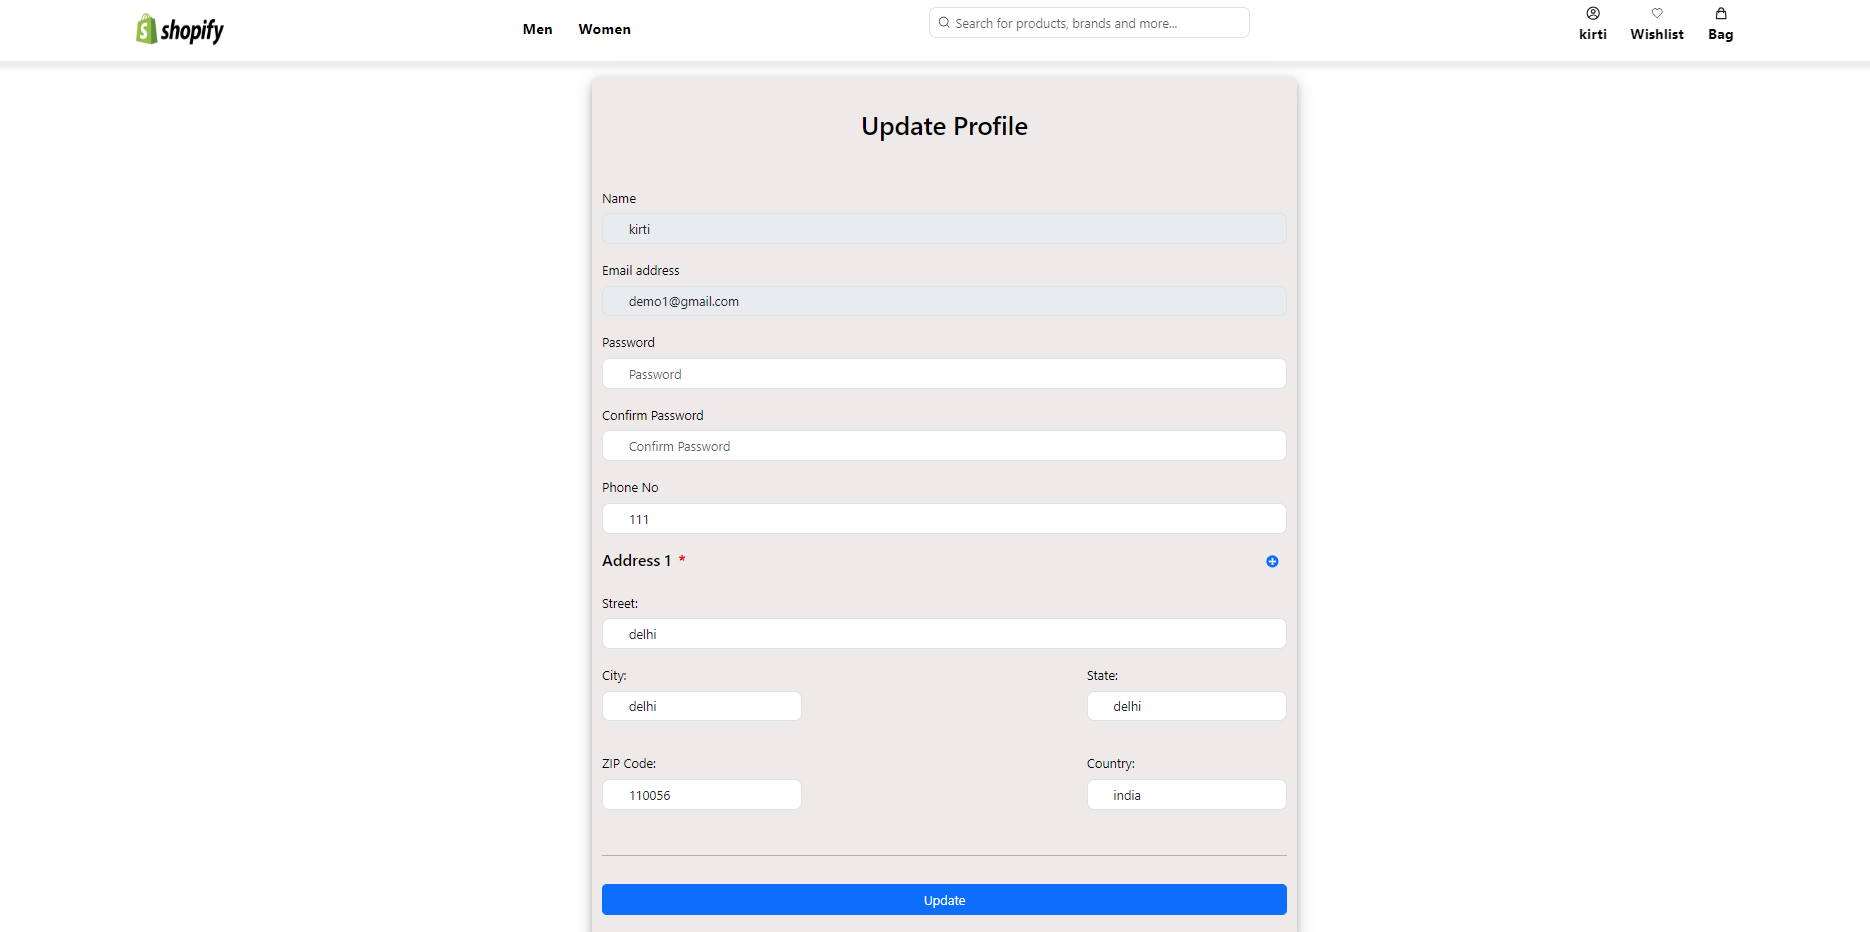 shopify
Men Women
Search for products, brands and more...
kirti Wishlist Bag
Update Profile
Name
kirti
Email address
demo1@gmail.com
Password
Password
Confirm Password
Confirm Password
Phone No
111
Address 1 *
Street:
delhi
City: State:
delhi delhi
ZIP Code: Country:
110056 india
Update